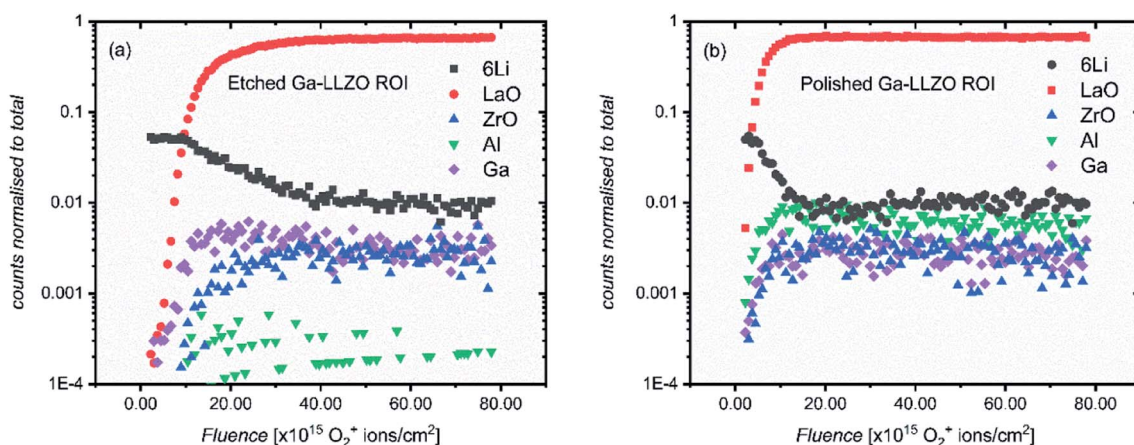 (a)
Etched Ga-LLZO ROI
6Li
LaO
ZrO
Al
Ga
counts normalised to total
1
0.1
0.01
0.001
1E-4
0.00 20.00 40.00 60.00 80.00
Fluence [x10¹⁵ O₂⁺ ions/cm²]
(b)
Polished Ga-LLZO ROI
6Li
LaO
ZrO
Al
Ga
counts normalised to total
1
0.1
0.01
0.001
1E-4
0.00 20.00 40.00 60.00 80.00
Fluence [x10¹⁵ O₂⁺ ions/cm²]